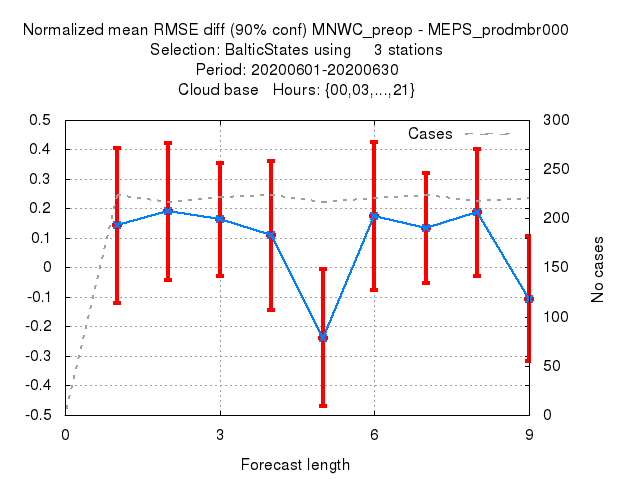 Normalized mean RMSE diff (90% conf) MNWC_preop - MEPS_prodmbr000
Selection: BalticStates using     3 stations
Period: 20200601-20200630
Cloud base   Hours: {00,03,...,21}
Cases
0.5
0.4
0.3
0.2
0.1
0
-0.1
-0.2
-0.3
-0.4
-0.5
300
250
200
150
100
50
0
No cases
0 3 6 9
Forecast length